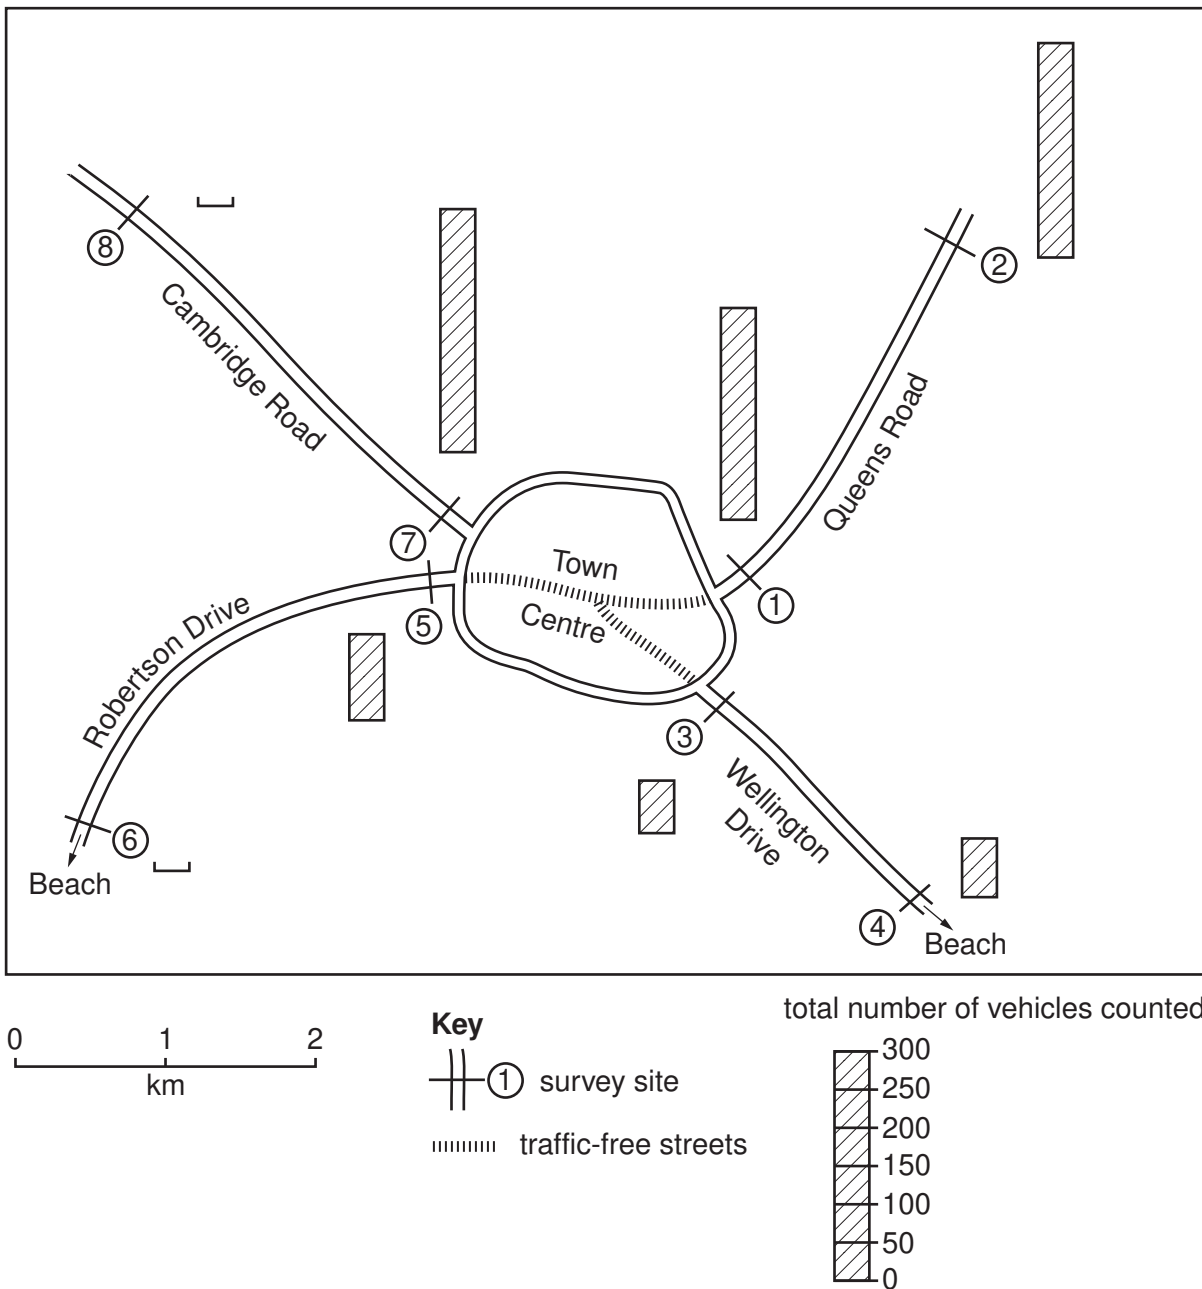 2
8
Cambridge Road
Queens Road
7
Town
Centre
1
5
Robertson Drive
3
Wellington
Drive
6
Beach
4
Beach
total number of vehicles counted
0 1 2
km
Key
1 survey site
traffic-free streets
300
250
200
150
100
50
0